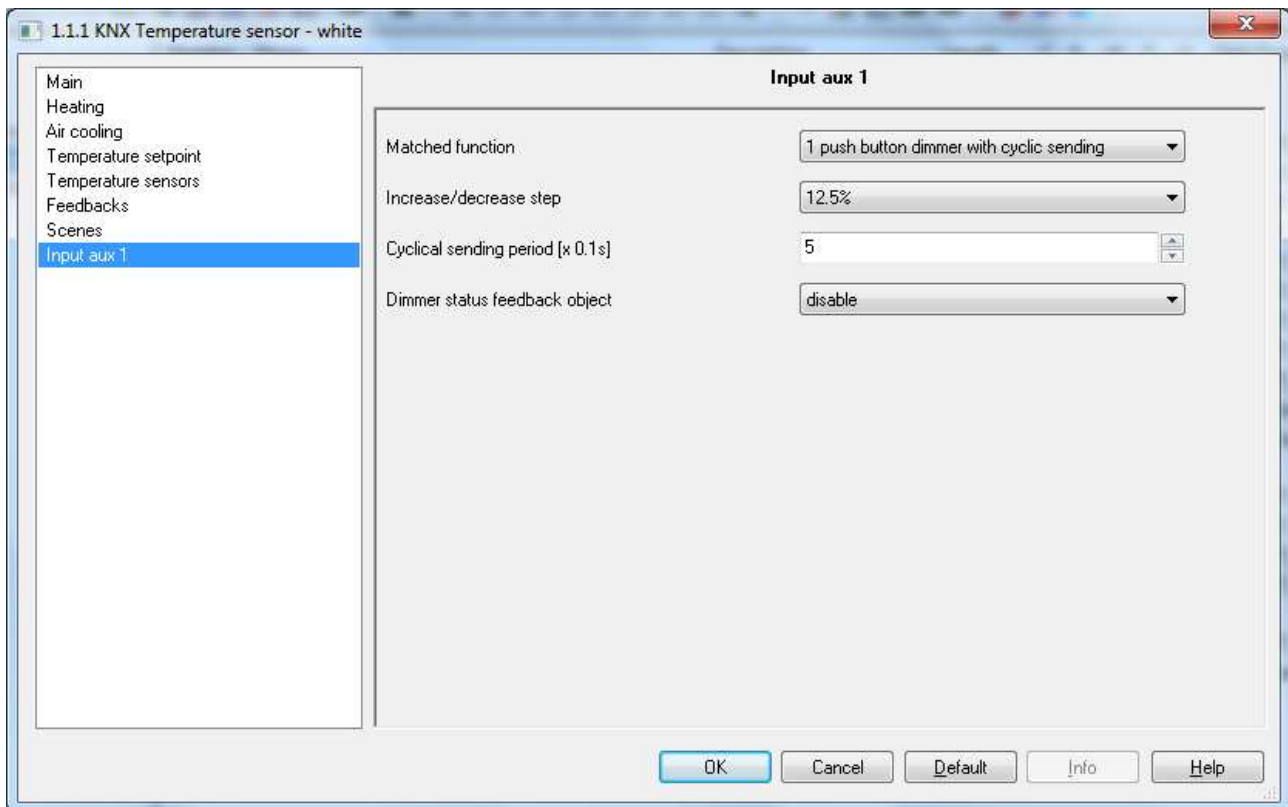 1.1.1 KNX Temperature sensor - white
Main
Heating
Air cooling
Temperature setpoint
Temperature sensors
Feedbacks
Scenes
Input aux 1
Input aux 1
Matched function
1 push button dimmer with cyclic sending
Increase/decrease step
12.5%
Cyclical sending period [x 0.1s]
5
Dimmer status feedback object
disable
OK
Cancel
Default
Info
Help